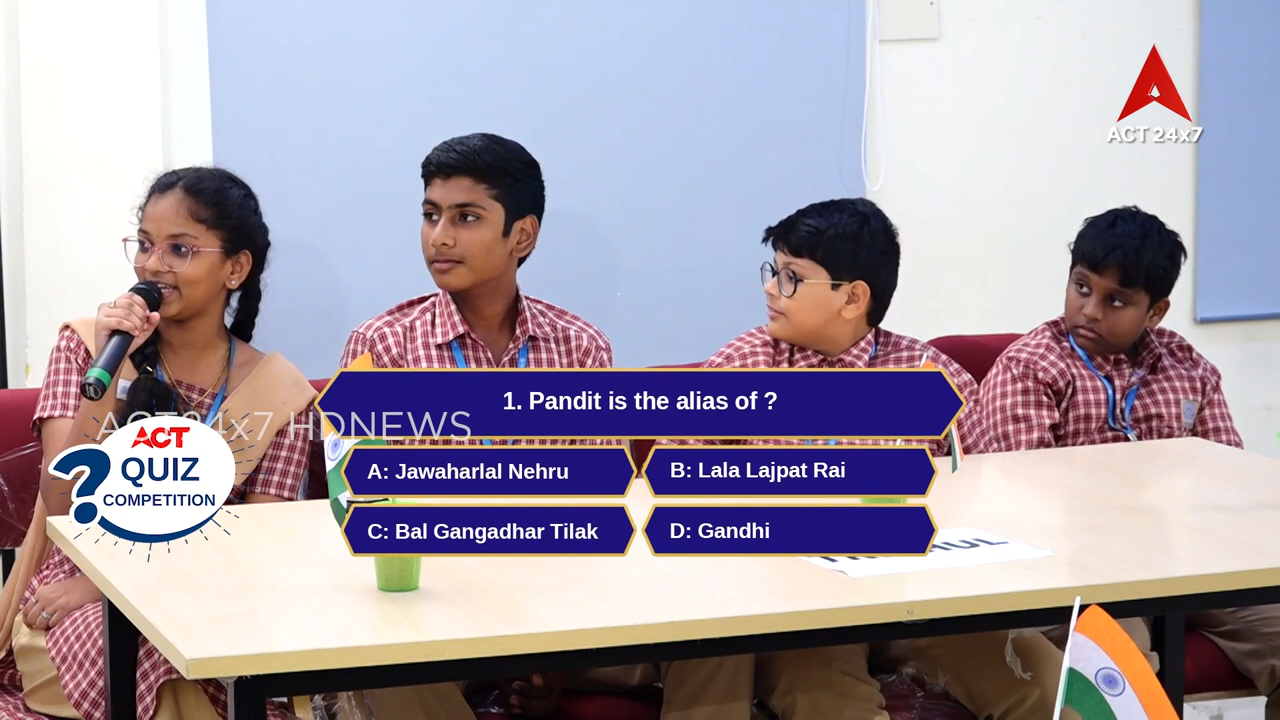 ACT 24x7
1. Pandit is the alias of ?
ACT24x7 HDNEWS
A: Jawaharlal Nehru
B: Lala Lajpat Rai
C: Bal Gangadhar Tilak
D: Gandhi
ACT
? QUIZ
COMPETITION